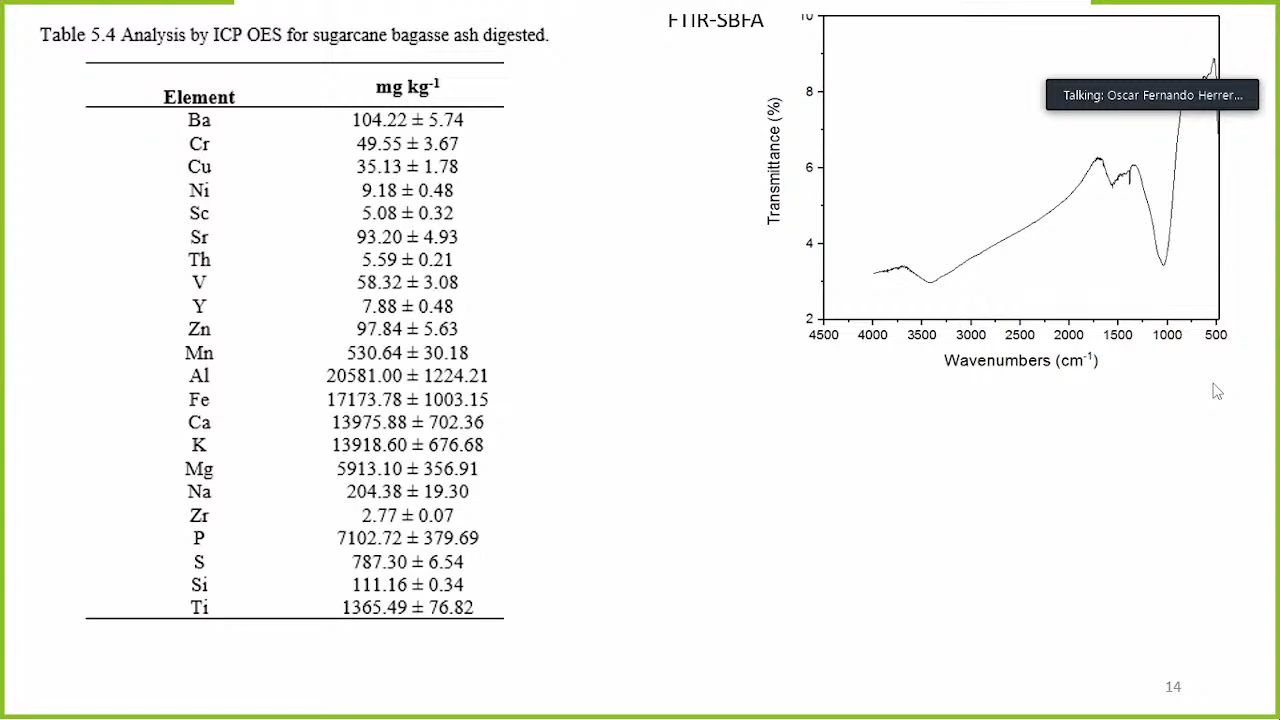 Table 5.4 Analysis by ICP OES for sugarcane bagasse ash digested.
Element mg kg⁻¹
Ba 104.22 ± 5.74
Cr 49.55 ± 3.67
Cu 35.13 ± 1.78
Ni 9.18 ± 0.48
Sc 5.08 ± 0.32
Sr 93.20 ± 4.93
Th 5.59 ± 0.21
V 58.32 ± 3.08
Y 7.88 ± 0.48
Zn 97.84 ± 5.63
Mn 530.64 ± 30.18
Al 20581.00 ± 1224.21
Fe 17173.78 ± 1003.15
Ca 13975.88 ± 702.36
K 13918.60 ± 676.68
Mg 5913.10 ± 356.91
Na 204.38 ± 19.30
Zr 2.77 ± 0.07
P 7102.72 ± 379.69
S 787.30 ± 6.54
Si 111.16 ± 0.34
Ti 1365.49 ± 76.82
FTIR-SBFA
10
8
6
4
2
Transmittance (%)
4500 4000 3500 3000 2500 2000 1500 1000 500
Wavenumbers (cm⁻¹)
Talking: Oscar Fernando Herrer...
14